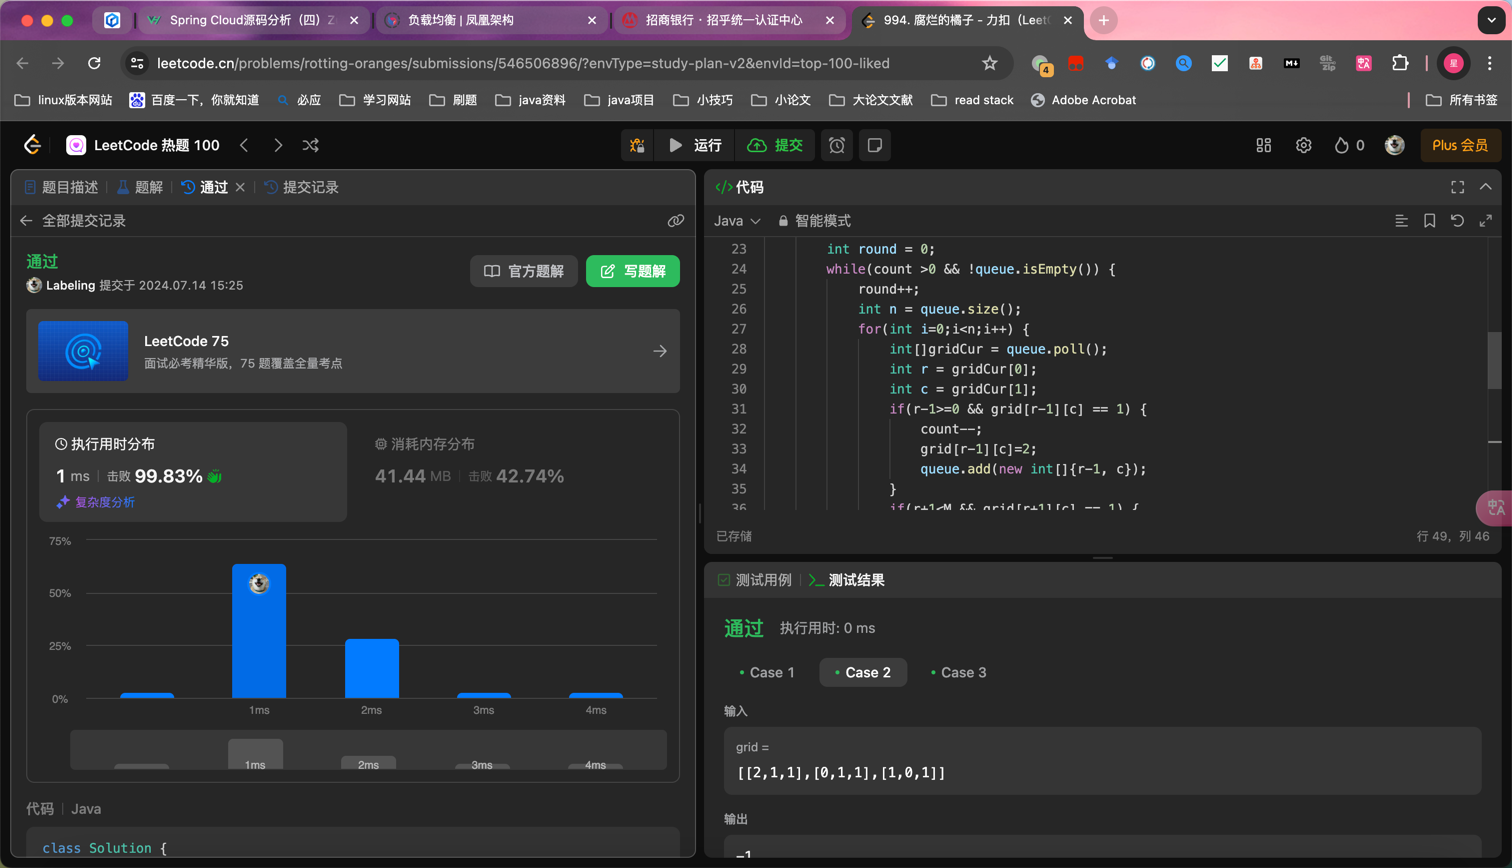 Spring Cloud源码分析（四）Z
负载均衡 | 凤凰架构
招商银行 · 招乎统一认证中心
994. 腐烂的橘子 - 力扣（Leet
leetcode.cn/problems/rotting-oranges/submissions/546506896/?envType=study-plan-v2&envId=top-100-liked
4
M↓
Git zip
星
linux版本网站
百度一下，你就知道
必应
学习网站
刷题
java资料
java项目
小技巧
小论文
大论文文献
read stack
Adobe Acrobat
所有书签
LeetCode 热题 100
运行
提交
0
Plus 会员
题目描述
题解
通过
提交记录
全部提交记录
通过
Labeling 提交于 2024.07.14 15:25
官方题解
写题解
LeetCode 75
面试必考精华版，75 题覆盖全量考点
执行用时分布
1 ms | 击败 99.83%
复杂度分析
消耗内存分布
41.44 MB | 击败 42.74%
75%
50%
25%
0%
1ms
2ms
3ms
4ms
1ms
2ms
3ms
4ms
代码 | Java
class Solution {
</>代码
Java
智能模式
23 int round = 0;
24 while(count >0 && !queue.isEmpty()) {
25 round++;
26 int n = queue.size();
27 for(int i=0;i<n;i++) {
28 int[]gridCur = queue.poll();
29 int r = gridCur[0];
30 int c = gridCur[1];
31 if(r-1>=0 && grid[r-1][c] == 1) {
32 count--;
33 grid[r-1][c]=2;
34 queue.add(new int[]{r-1, c});
35 }
36 if(r+1<M && grid[r+1][c] == 1) {
已存储
行 49，列 46
测试用例
测试结果
通过
执行用时: 0 ms
Case 1
Case 2
Case 3
输入
grid =
[[2,1,1],[0,1,1],[1,0,1]]
输出
-1